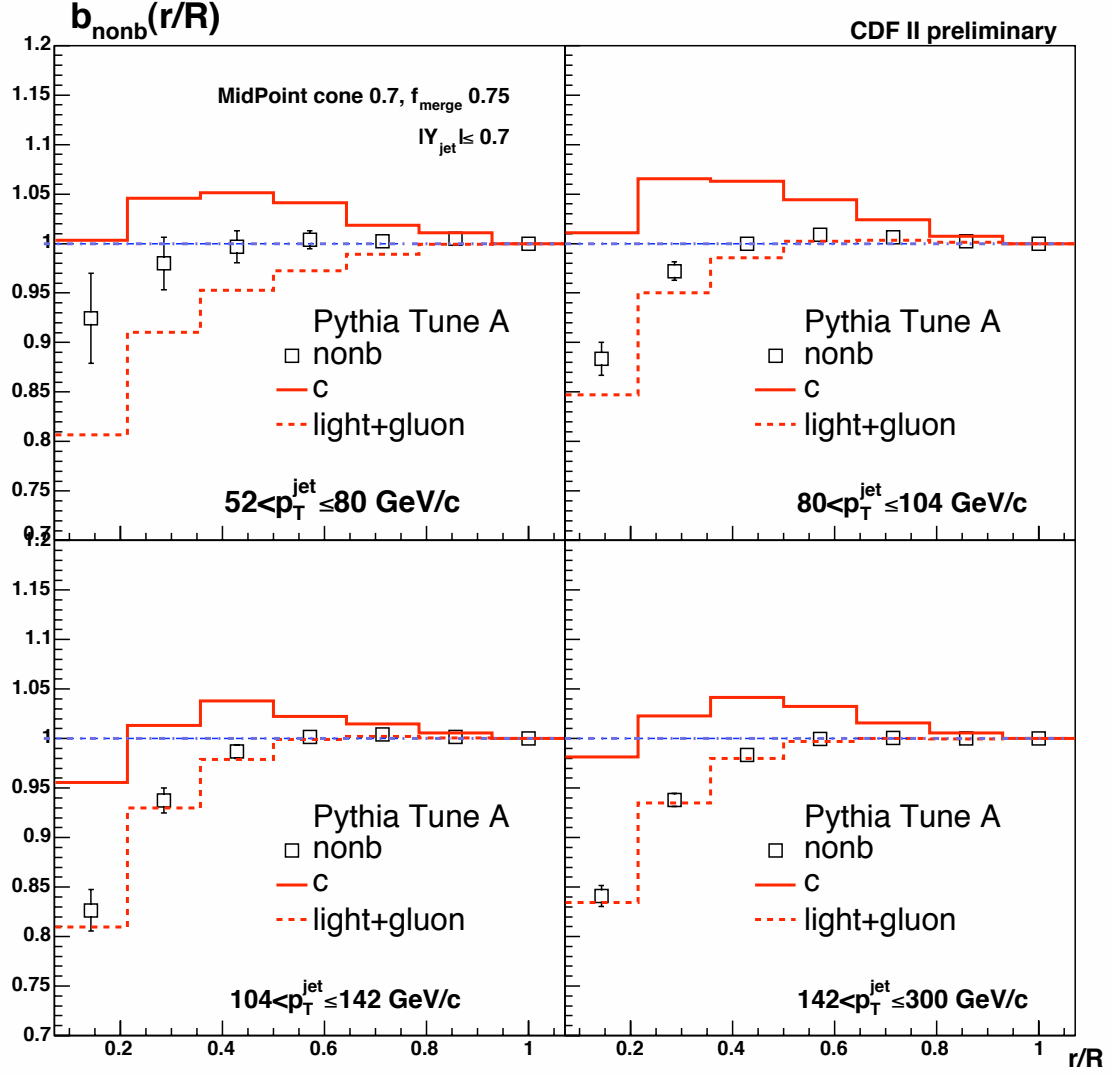 b_nonb(r/R)
CDF II preliminary
MidPoint cone 0.7, f_merge 0.75
|Y_jet|≤ 0.7
1.2
1.15
1.1
1.05
1
0.95
0.9
0.85
0.8
0.75
0.7
Pythia Tune A
nonb
c
light+gluon
52<p_T^jet ≤80 GeV/c
Pythia Tune A
nonb
c
light+gluon
80<p_T^jet ≤104 GeV/c
1.2
1.15
1.1
1.05
1
0.95
0.9
0.85
0.8
0.75
0.7
Pythia Tune A
nonb
c
light+gluon
104<p_T^jet ≤142 GeV/c
Pythia Tune A
nonb
c
light+gluon
142<p_T^jet ≤300 GeV/c
0.2 0.4 0.6 0.8 1
0.2 0.4 0.6 0.8 1
r/R